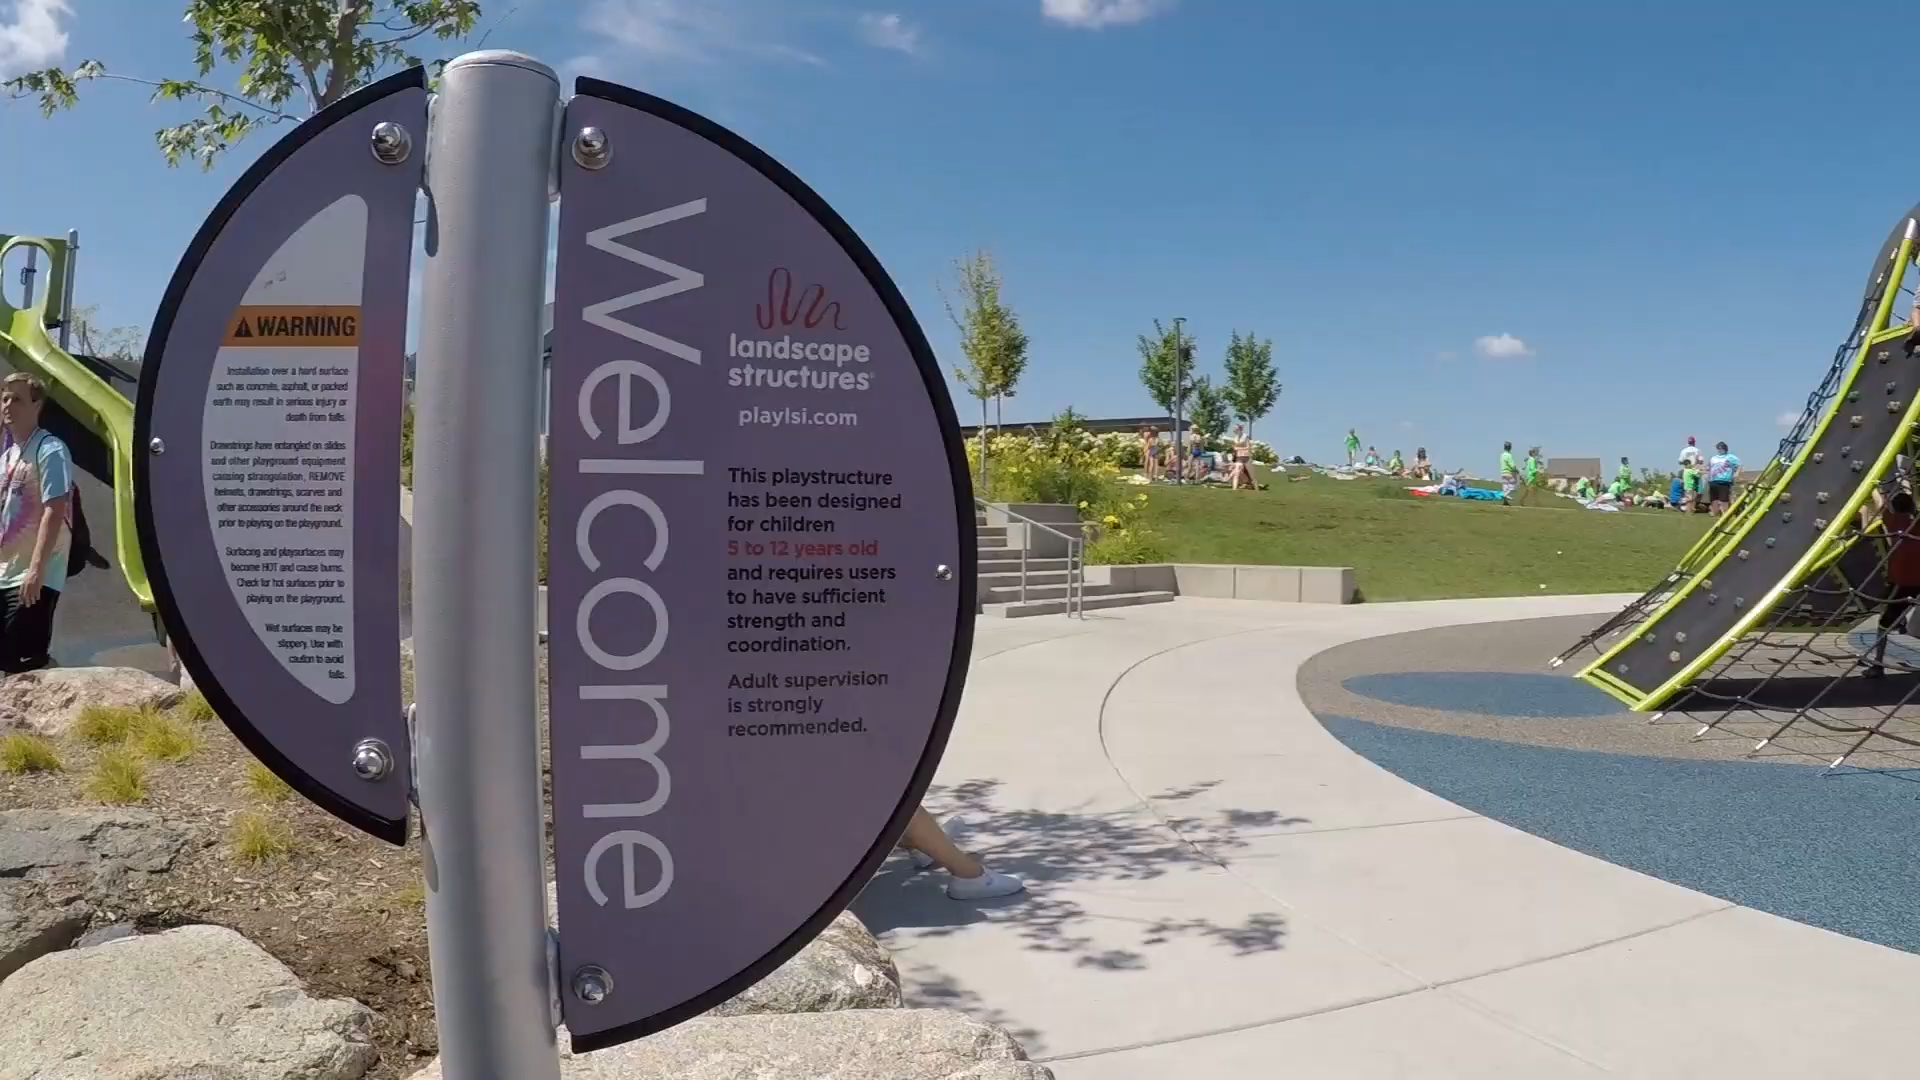 WARNING
Installation over a hard surface
such as concrete, asphalt, or packed
earth may result in serious injury or
death from falls.
Drawstrings have entangled on slides
and other playground equipment
causing strangulation, REMOVE
helmets, drawstrings, scarves and
other accessories around the neck
prior to playing on the playground.
Surfacing and playsurfaces may
become HOT and cause burns.
Check for hot surfaces prior to
playing on the playground.
Wet surfaces may be
slippery. Use with
caution to avoid
falls.
Welcome
landscape
structures®
playlsi.com
This playstructure
has been designed
for children
5 to 12 years old
and requires users
to have sufficient
strength and
coordination.
Adult supervision
is strongly
recommended.